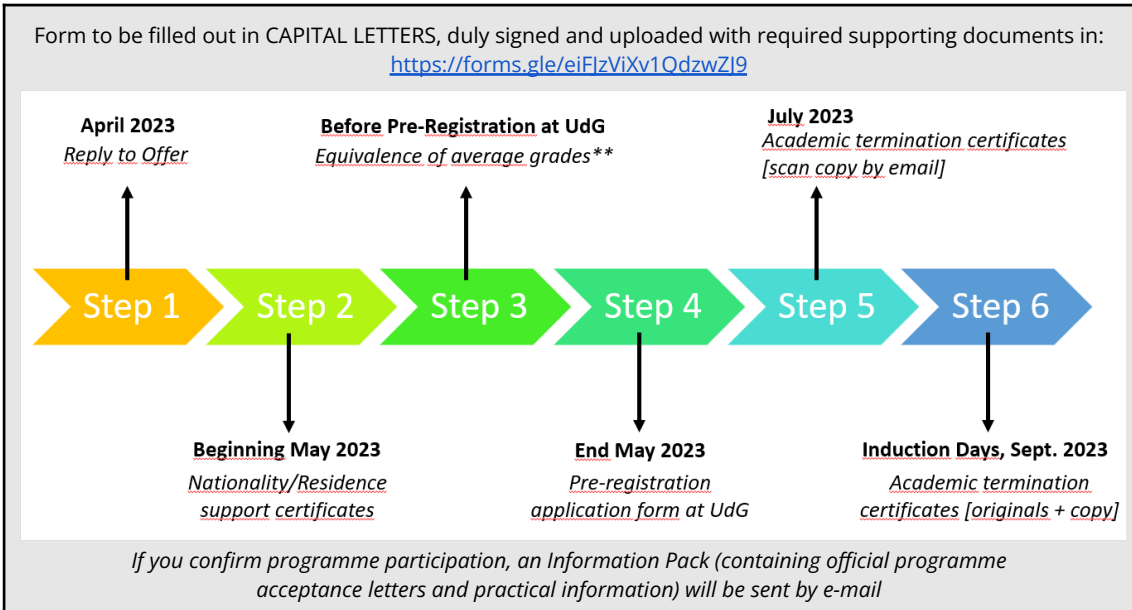 Form to be filled out in CAPITAL LETTERS, duly signed and uploaded with required supporting documents in:
https://forms.gle/eiFJzViXv1QdzwZJ9
April 2023
Reply to Offer
Before Pre-Registration at UdG
Equivalence of average grades**
July 2023
Academic termination certificates
[scan copy by email]
Step 1
Step 2
Step 3
Step 4
Step 5
Step 6
Beginning May 2023
Nationality/Residence
support certificates
End May 2023
Pre-registration
application form at UdG
Induction Days, Sept. 2023
Academic termination
certificates [originals + copy]
If you confirm programme participation, an Information Pack (containing official programme
acceptance letters and practical information) will be sent by e-mail